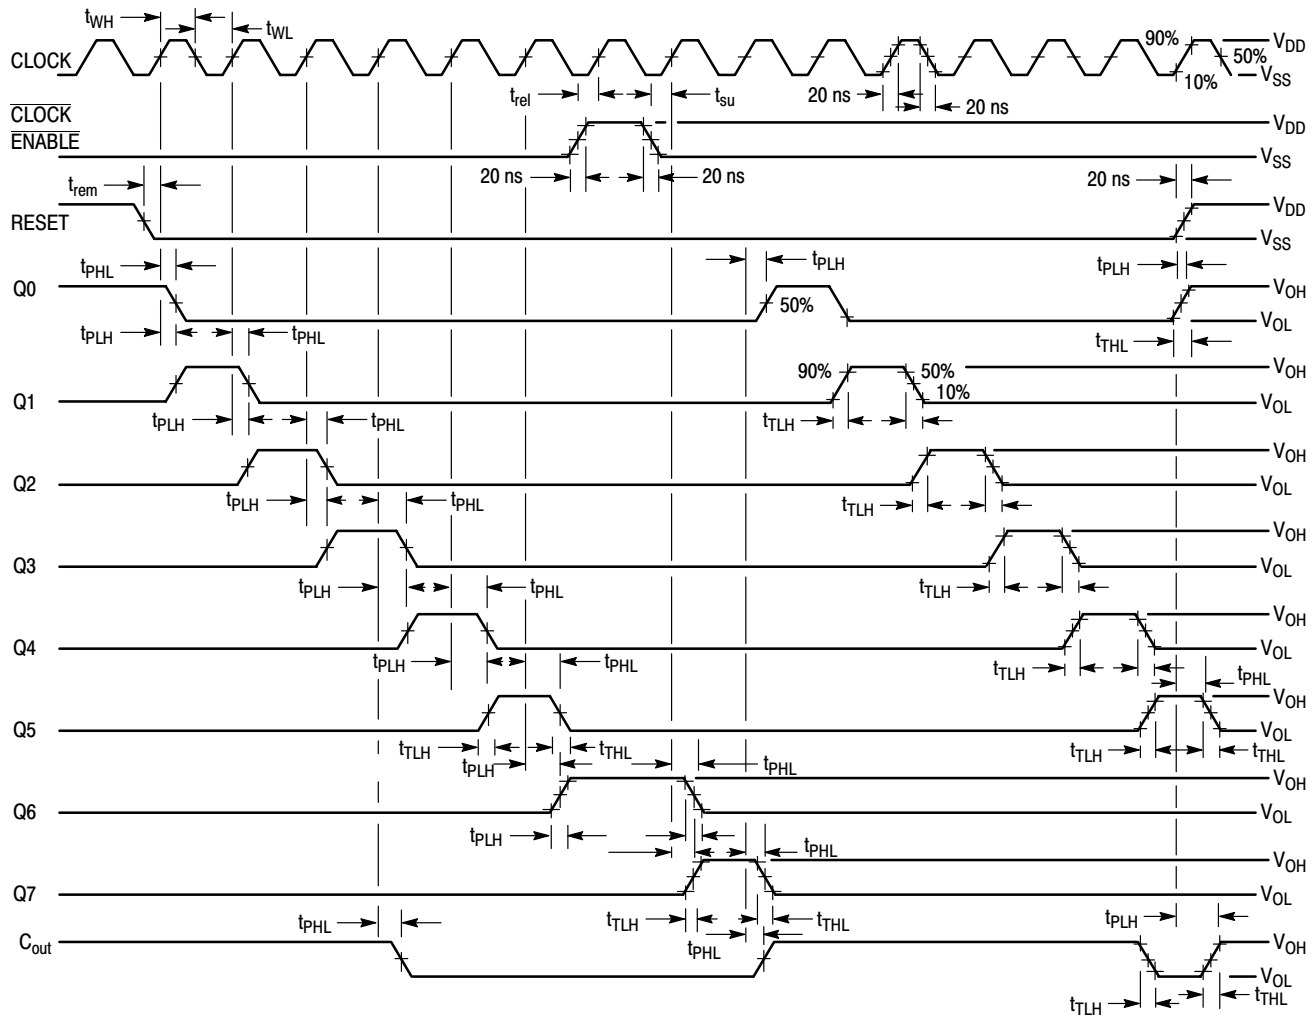 tWH
tWL
CLOCK
90%
VDD
50%
VSS
10%
trel
tsu
20 ns
20 ns
CLOCK
ENABLE
VDD
VSS
20 ns
20 ns
trem
20 ns
RESET
VDD
VSS
tPHL
tPLH
tPLH
Q0
50%
VOH
VOL
tPLH
tPHL
tTHL
90%
50%
VOH
Q1
10%
VOL
tPLH
tPHL
tTLH
VOH
Q2
VOL
tPLH
tPHL
tTLH
VOH
Q3
VOL
tPLH
tPHL
tTLH
VOH
Q4
VOL
tPLH
tPHL
tTLH
tPHL
VOH
Q5
VOL
tTLH
tTHL
tTLH
tTHL
tPLH
tPHL
VOH
Q6
VOL
tPLH
tPHL
VOH
Q7
VOL
tPHL
tTLH
tTHL
tPLH
Cout
tPHL
VOH
VOL
tTLH
tTHL